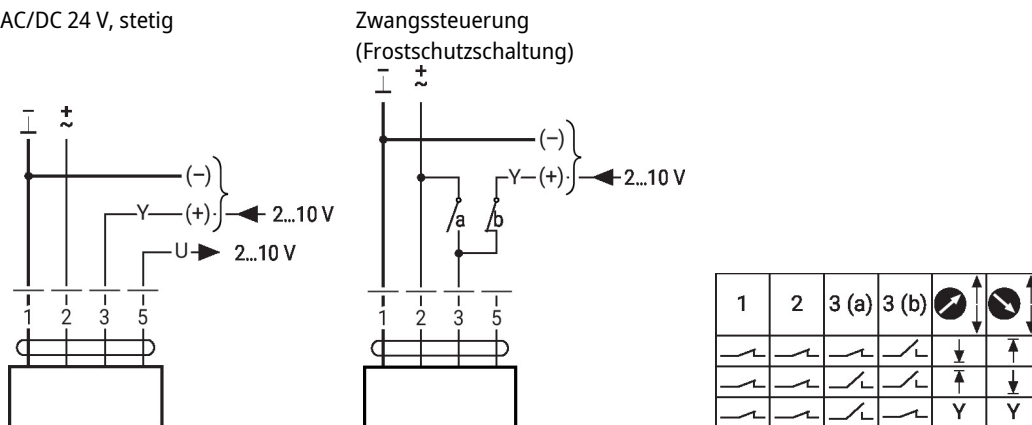 AC/DC 24 V, stetig
– + ~
(–)
Y (+) 2...10 V
U 2...10 V
1 2 3 5
Zwangssteuerung
(Frostschutzschaltung)
– + ~
(–)
Y (+) 2...10 V
a b
1 2 3 5
1 2 3 (a) 3 (b)
Y Y